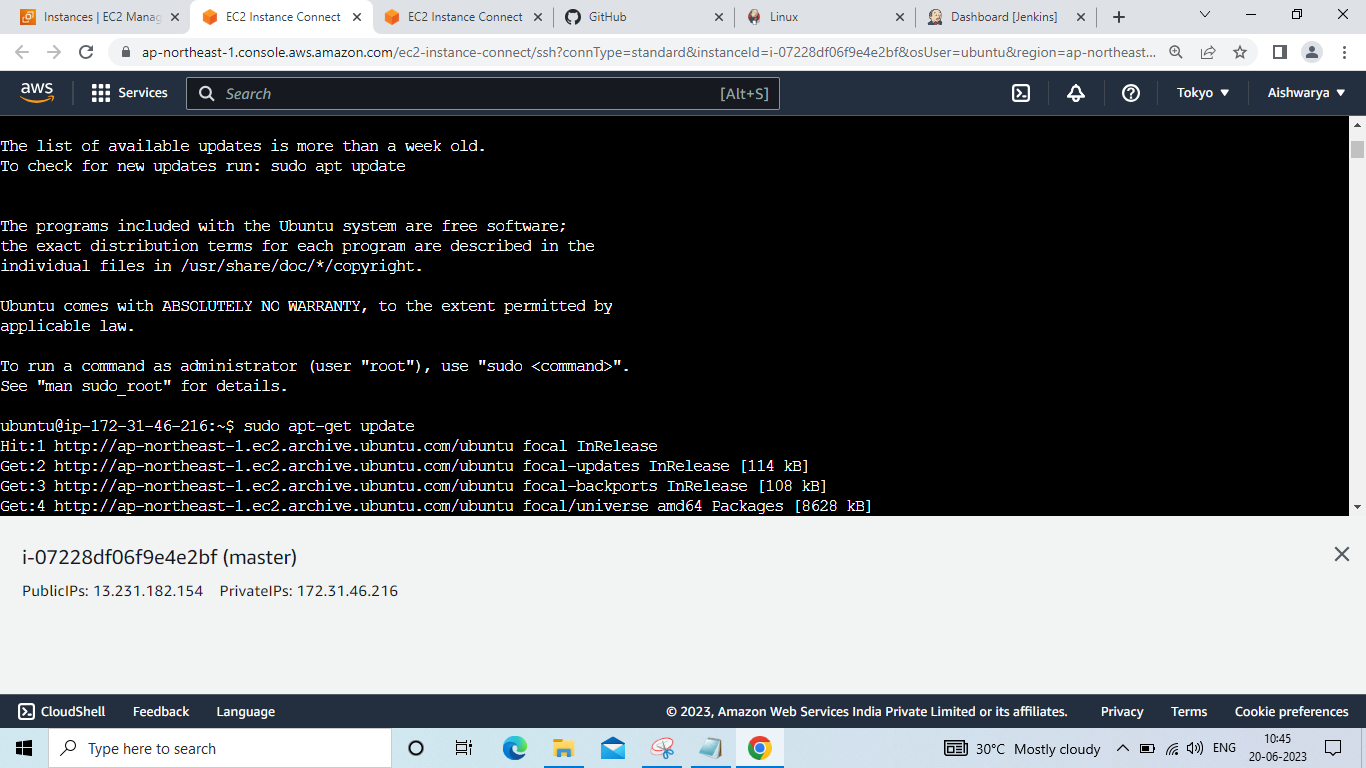 Instances | EC2 Manag
EC2 Instance Connect
EC2 Instance Connect
GitHub
Linux
Dashboard [Jenkins]
ap-northeast-1.console.aws.amazon.com/ec2-instance-connect/ssh?connType=standard&instanceId=i-07228df06f9e4e2bf&osUser=ubuntu&region=ap-northeast...
aws
Services
Search
[Alt+S]
Tokyo
Aishwarya
The list of available updates is more than a week old.
To check for new updates run: sudo apt update
The programs included with the Ubuntu system are free software;
the exact distribution terms for each program are described in the
individual files in /usr/share/doc/*/copyright.
Ubuntu comes with ABSOLUTELY NO WARRANTY, to the extent permitted by
applicable law.
To run a command as administrator (user "root"), use "sudo <command>".
See "man sudo_root" for details.
ubuntu@ip-172-31-46-216:~$ sudo apt-get update
Hit:1 http://ap-northeast-1.ec2.archive.ubuntu.com/ubuntu focal InRelease
Get:2 http://ap-northeast-1.ec2.archive.ubuntu.com/ubuntu focal-updates InRelease [114 kB]
Get:3 http://ap-northeast-1.ec2.archive.ubuntu.com/ubuntu focal-backports InRelease [108 kB]
Get:4 http://ap-northeast-1.ec2.archive.ubuntu.com/ubuntu focal/universe amd64 Packages [8628 kB]
i-07228df06f9e4e2bf (master)
PublicIPs: 13.231.182.154 PrivateIPs: 172.31.46.216
CloudShell
Feedback
Language
© 2023, Amazon Web Services India Private Limited or its affiliates.
Privacy
Terms
Cookie preferences
Type here to search
30°C Mostly cloudy
ENG
10:45
20-06-2023